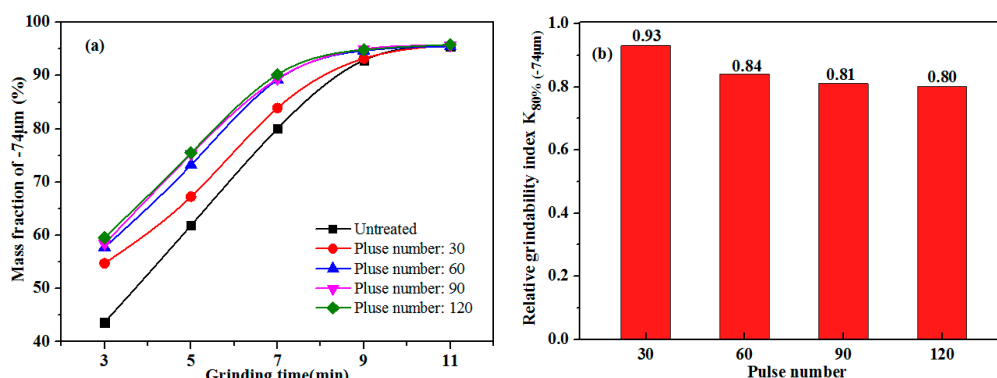 100
90
80
70
60
50
40
Mass fraction of -74μm (%)
(a)
Untreated
Pluse number: 30
Pluse number: 60
Pluse number: 90
Pluse number: 120
3 5 7 9 11
Grinding time(min)
1.0
0.8
0.6
0.4
0.2
0.0
Relative grindability index K80% (-74μm)
(b)
0.93
0.84
0.81
0.80
30 60 90 120
Pulse number